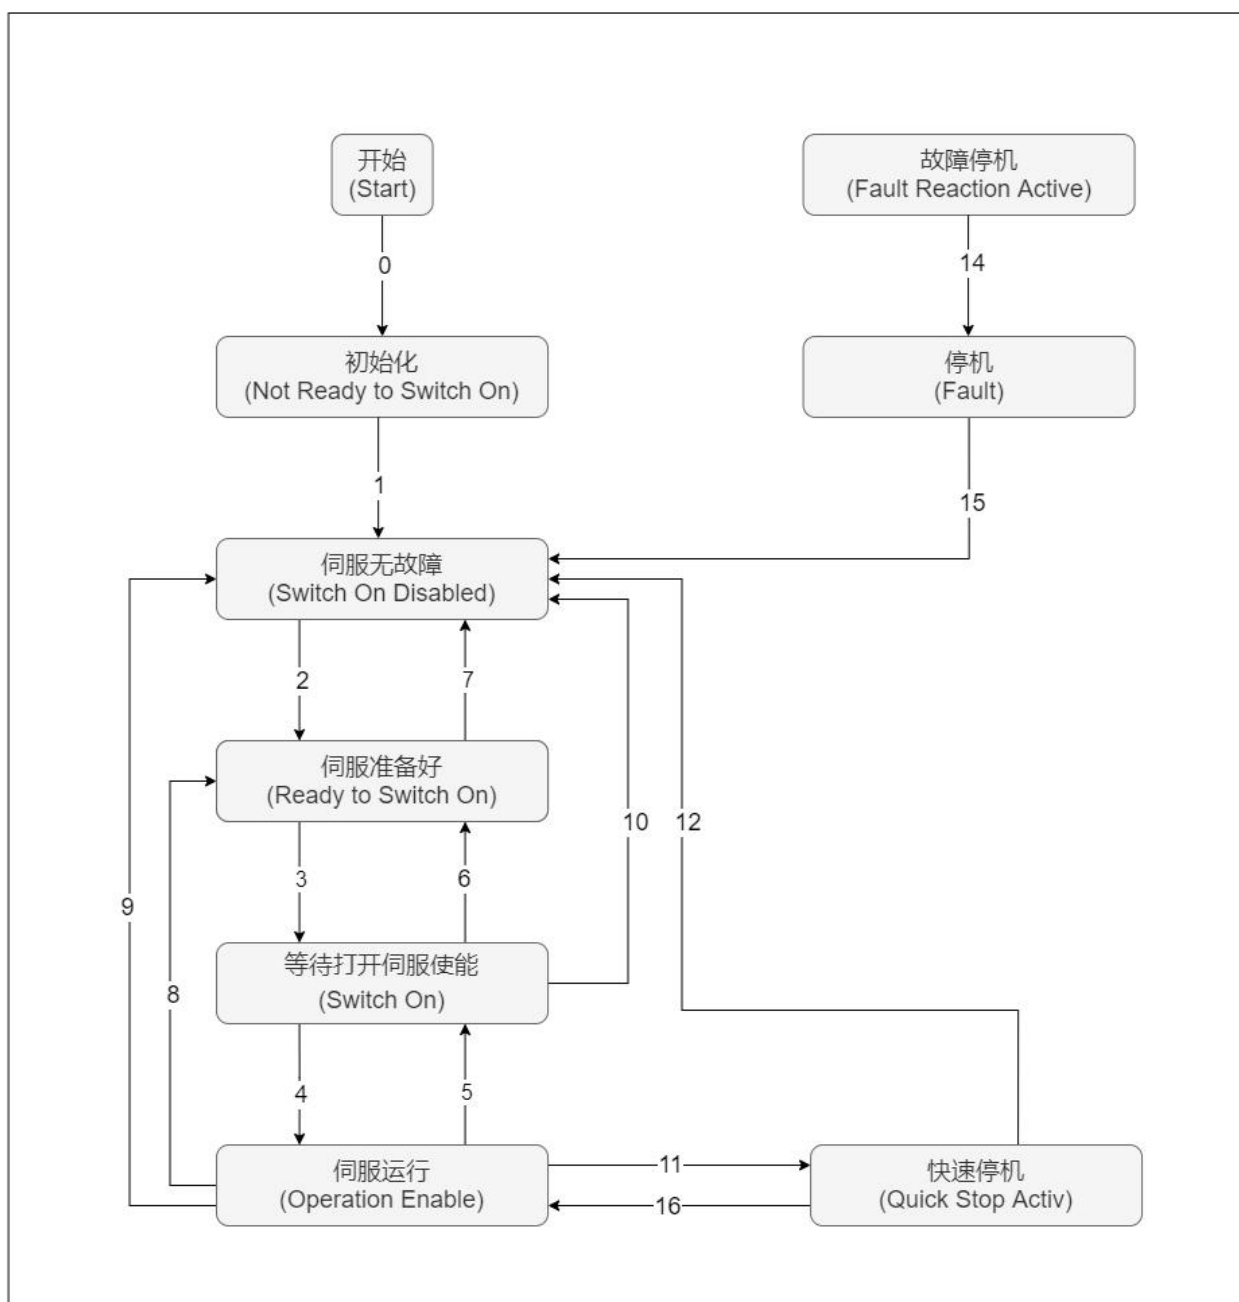 开始
(Start)
故障停机
(Fault Reaction Active)
0
14
初始化
(Not Ready to Switch On)
停机
(Fault)
1
15
伺服无故障
(Switch On Disabled)
2
7
伺服准备好
(Ready to Switch On)
10
12
3
6
9
等待打开伺服使能
(Switch On)
8
4
5
伺服运行
(Operation Enable)
11
16
快速停机
(Quick Stop Activ)